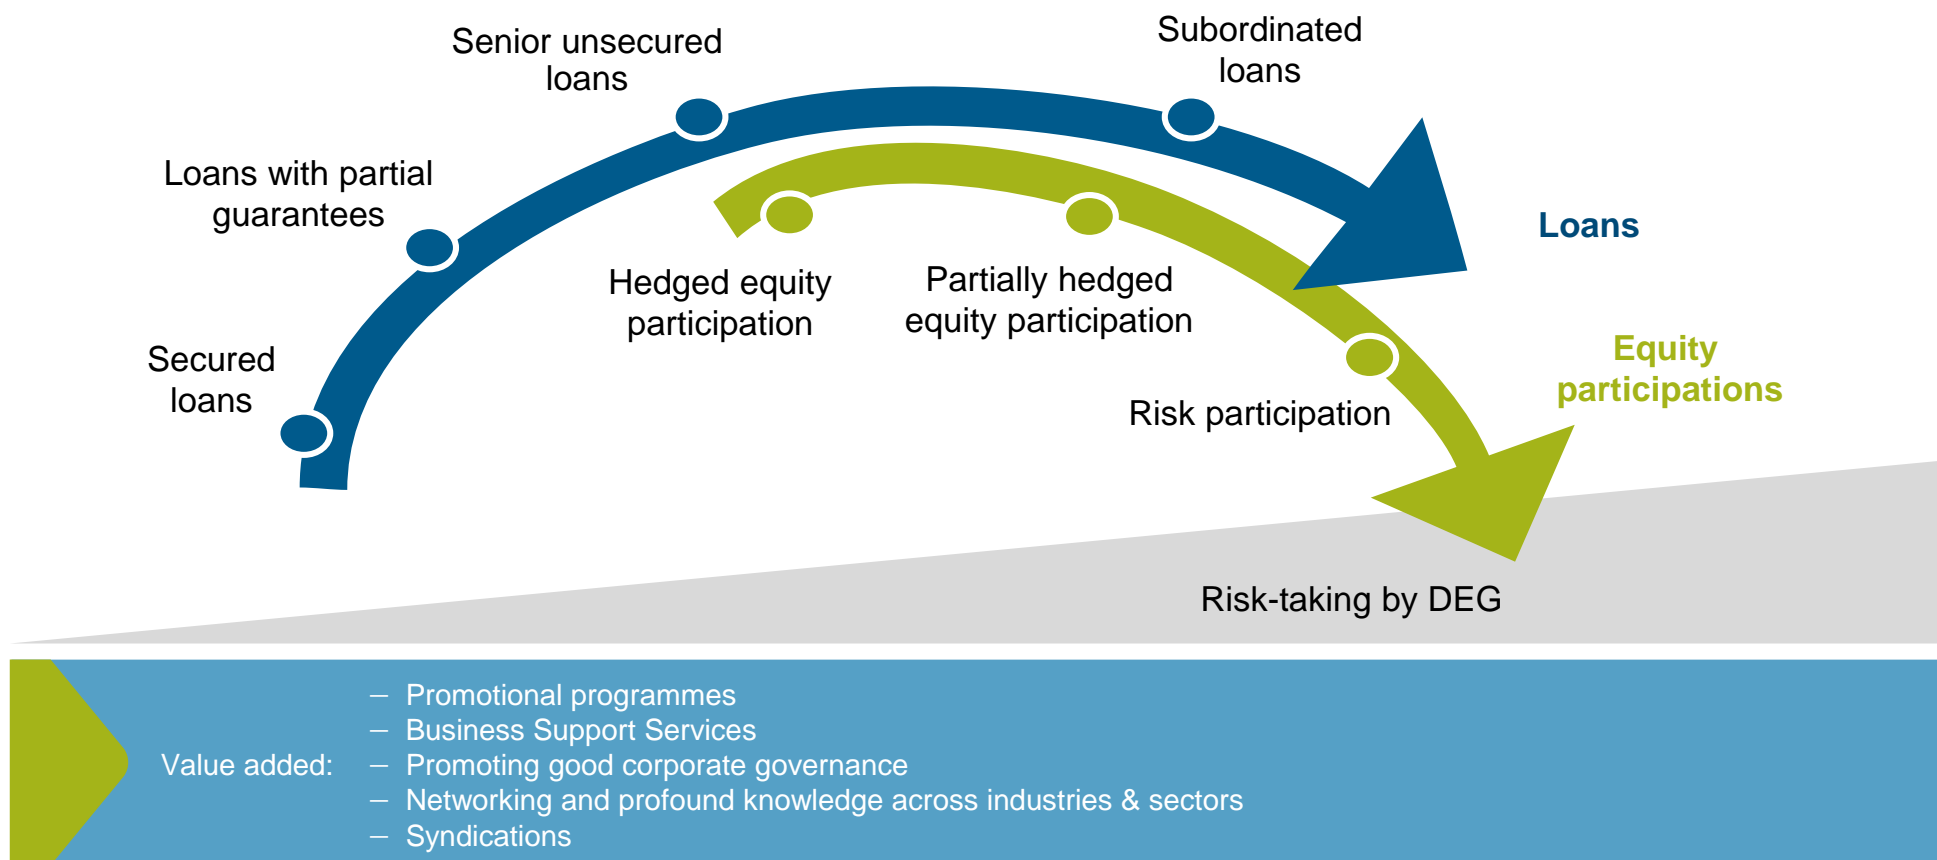 Senior unsecured
loans
Subordinated
loans
Loans with partial
guarantees
Loans
Hedged equity
participation
Partially hedged
equity participation
Secured
loans
Equity
participations
Risk participation
Risk-taking by DEG
Value added:
– Promotional programmes
– Business Support Services
– Promoting good corporate governance
– Networking and profound knowledge across industries & sectors
– Syndications